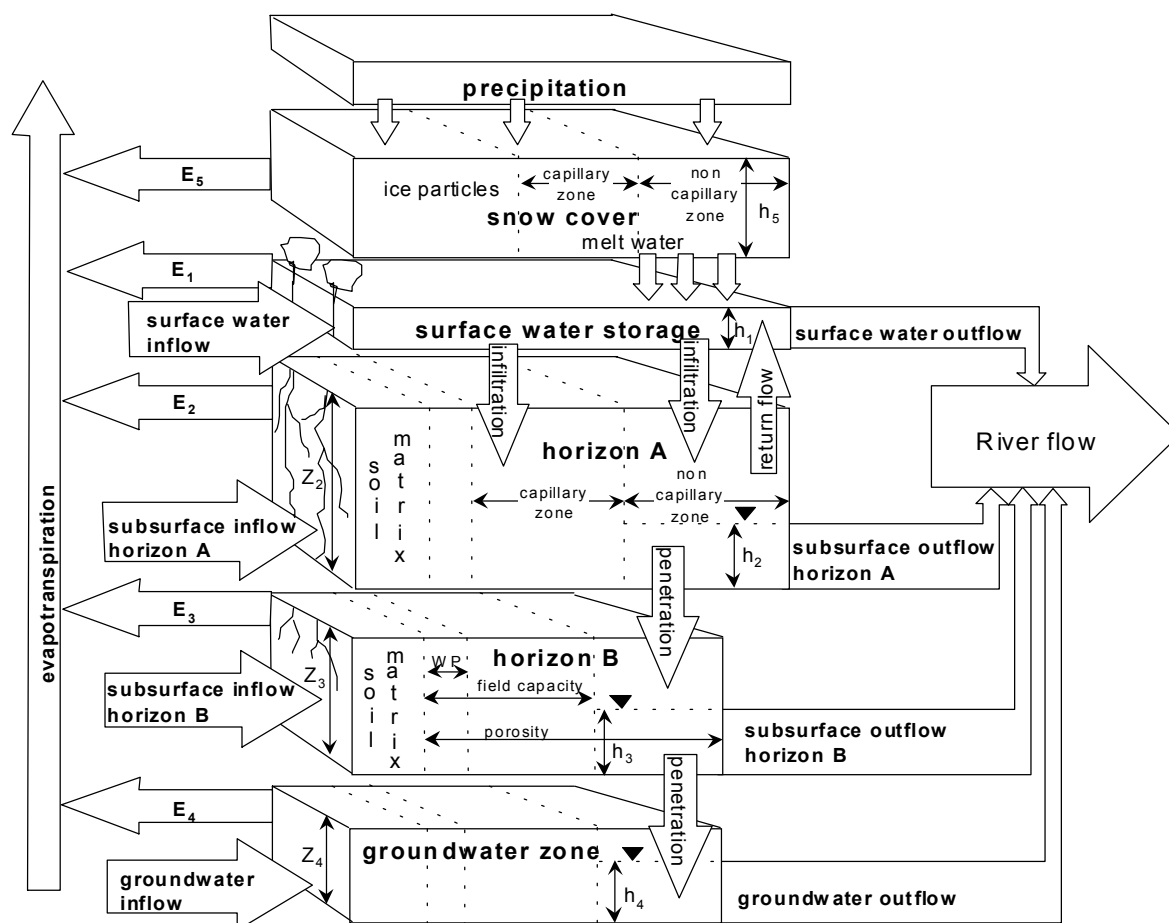 precipitation
E5
ice particles
capillary
zone
non
capillary
zone
h5
snow cover
melt water
E1
surface water
inflow
surface water storage
h1
surface water outflow
infiltration
infiltration
return flow
E2
Z2
soil
matrix
horizon A
capillary
zone
non
capillary
zone
River flow
subsurface inflow
horizon A
h2
subsurface outflow
horizon A
penetration
evapotranspiration
E3
Z3
soil
matrix
WP
horizon B
field capacity
subsurface inflow
horizon B
porosity
h3
subsurface outflow
horizon B
penetration
E4
Z4
groundwater zone
h4
groundwater
inflow
groundwater outflow